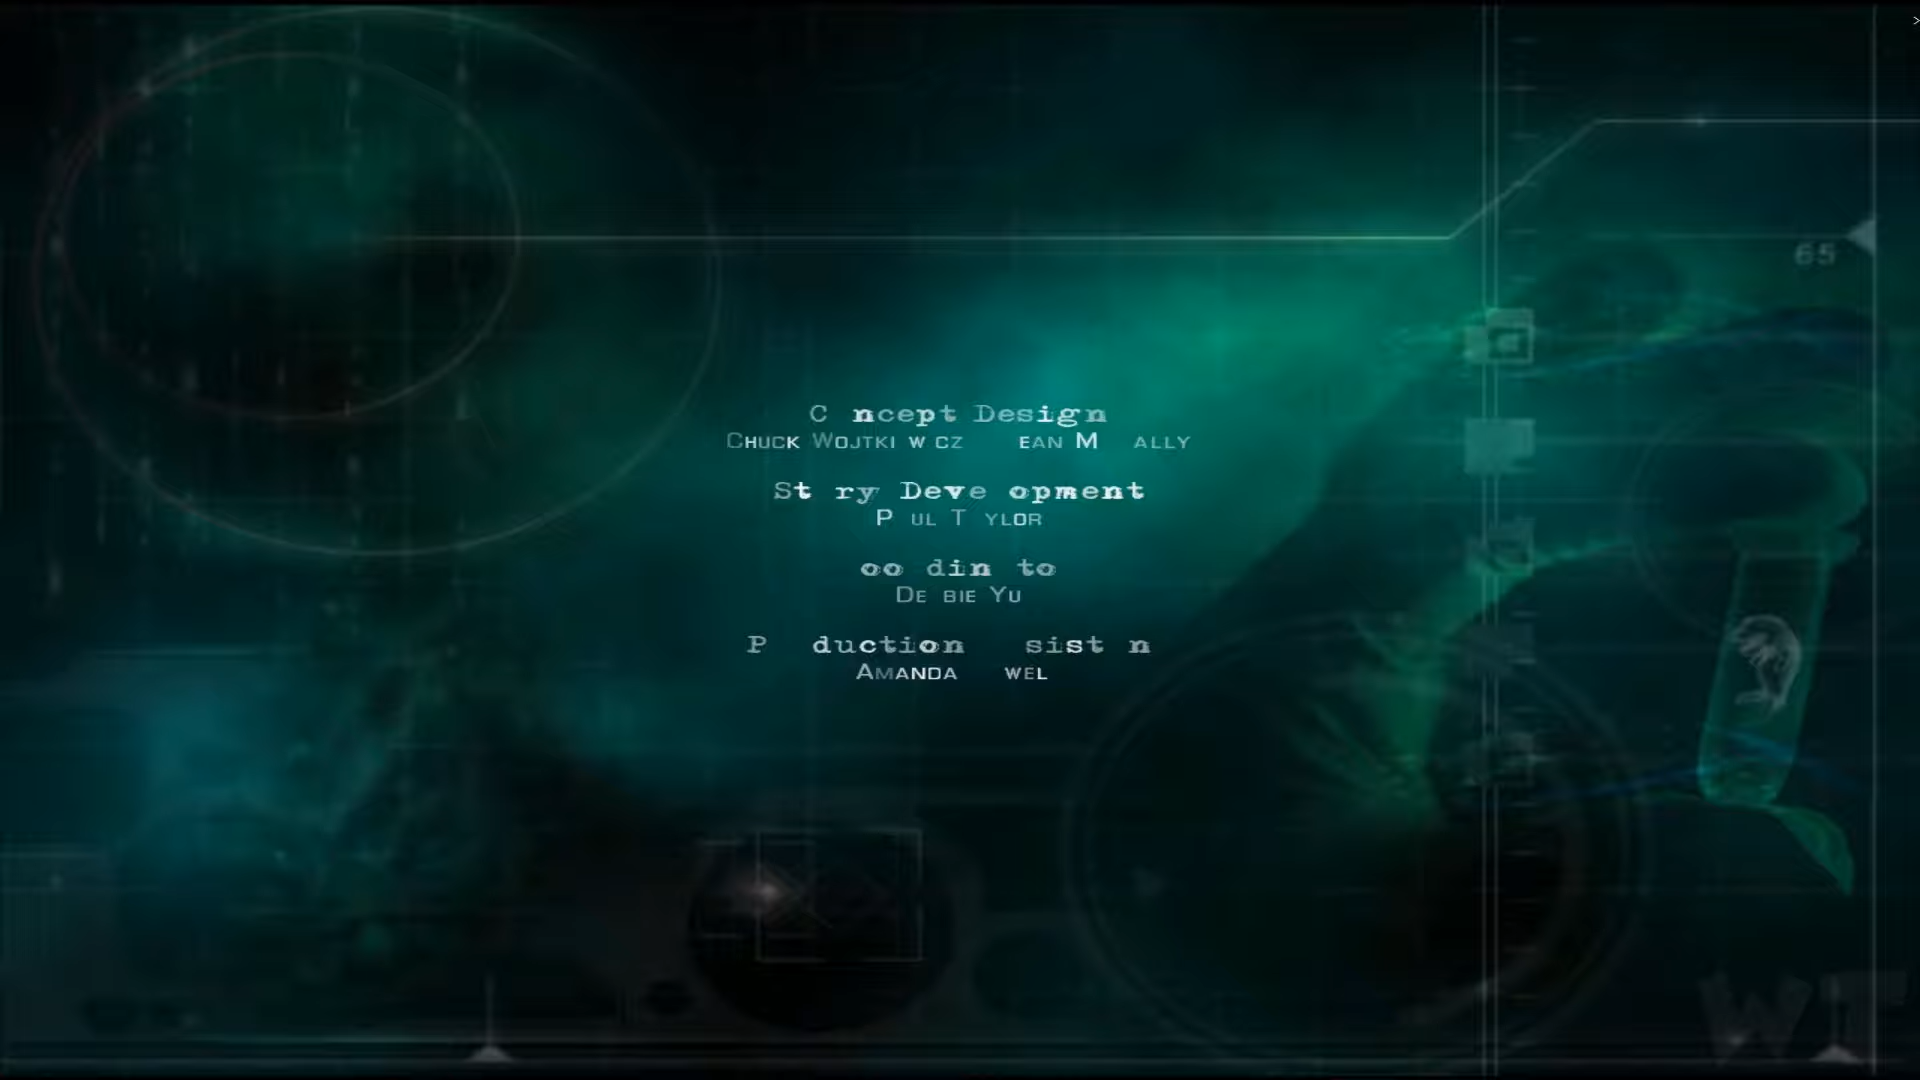 C ncept Design
CHUCK WOJTKI W CZ EAN M ALLY
St ry Deve opment
P UL T YLOR
oo din to
DE BIE YU
P duction sist n
AMANDA WEL
65
WT
>